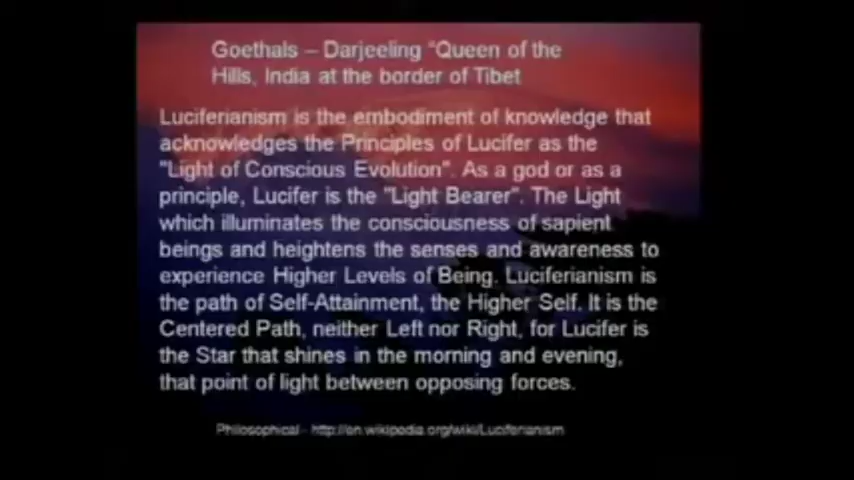 Goethals – Darjeeling "Queen of the
Hills, India at the border of Tibet
Luciferianism is the embodiment of knowledge that
acknowledges the Principles of Lucifer as the
"Light of Conscious Evolution". As a god or as a
principle, Lucifer is the "Light Bearer". The Light
which illuminates the consciousness of sapient
beings and heightens the senses and awareness to
experience Higher Levels of Being. Luciferianism is
the path of Self-Attainment, the Higher Self. It is the
Centered Path, neither Left nor Right, for Lucifer is
the Star that shines in the morning and evening,
that point of light between opposing forces.
Philosophical - http://en.wikipedia.org/wiki/Luciferianism